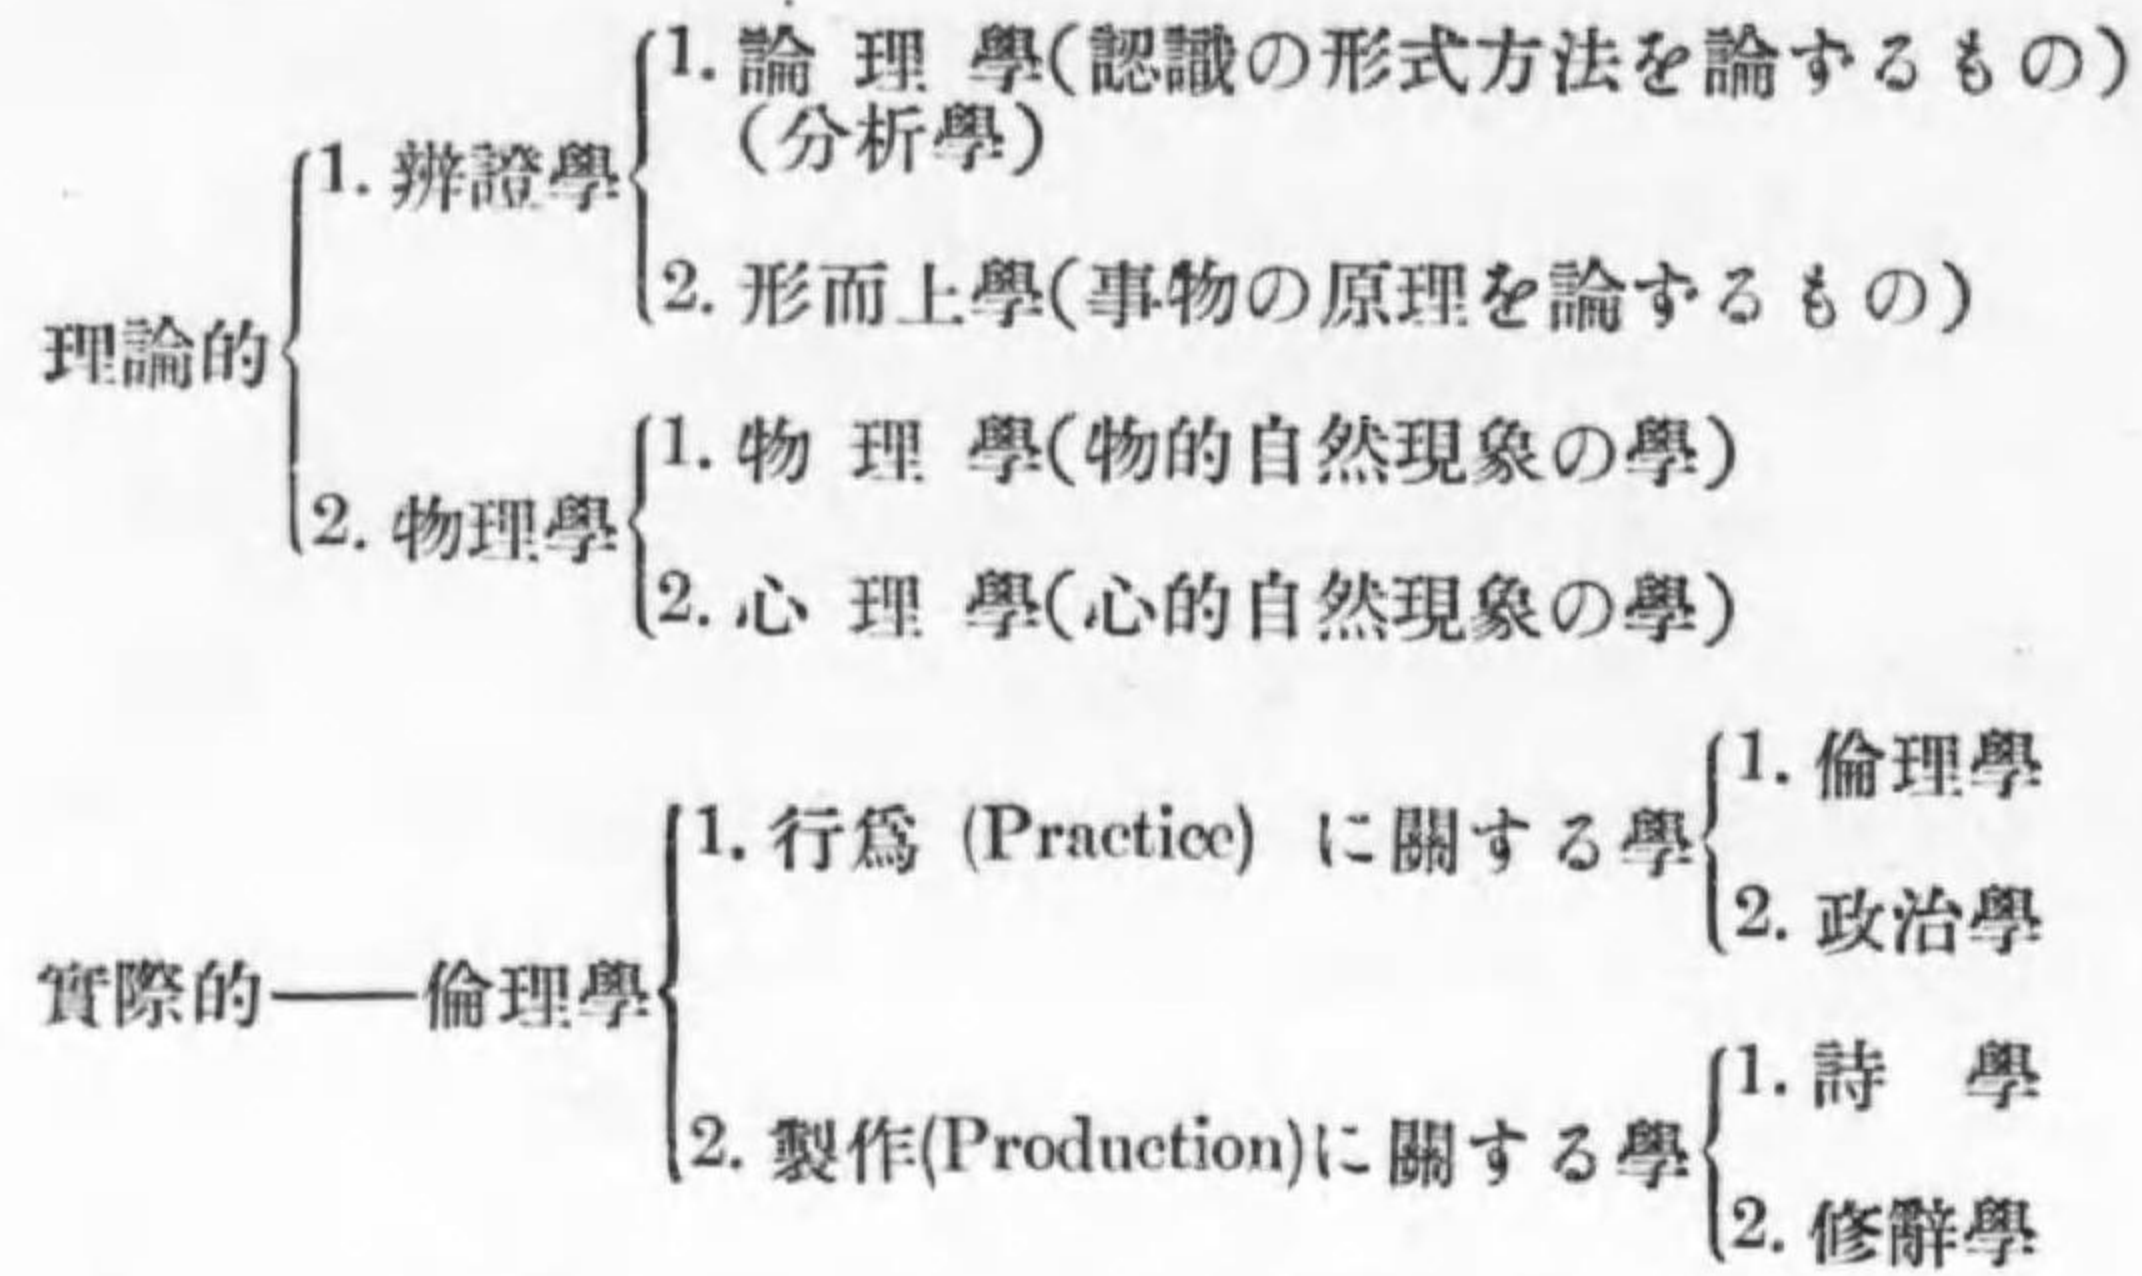 1. 論理學(認識の形式方法を論ずるもの)
(分析學)
1. 辨證學
2. 形而上學(事物の原理を論ずるもの)
理論的
1. 物理學(物的自然現象の學)
2. 物理學
2. 心理學(心的自然現象の學)
1. 倫理學
1. 行爲 (Practice) に關する學
2. 政治學
實際的——倫理學
1. 詩學
2. 製作(Production)に關する學
2. 修辭學